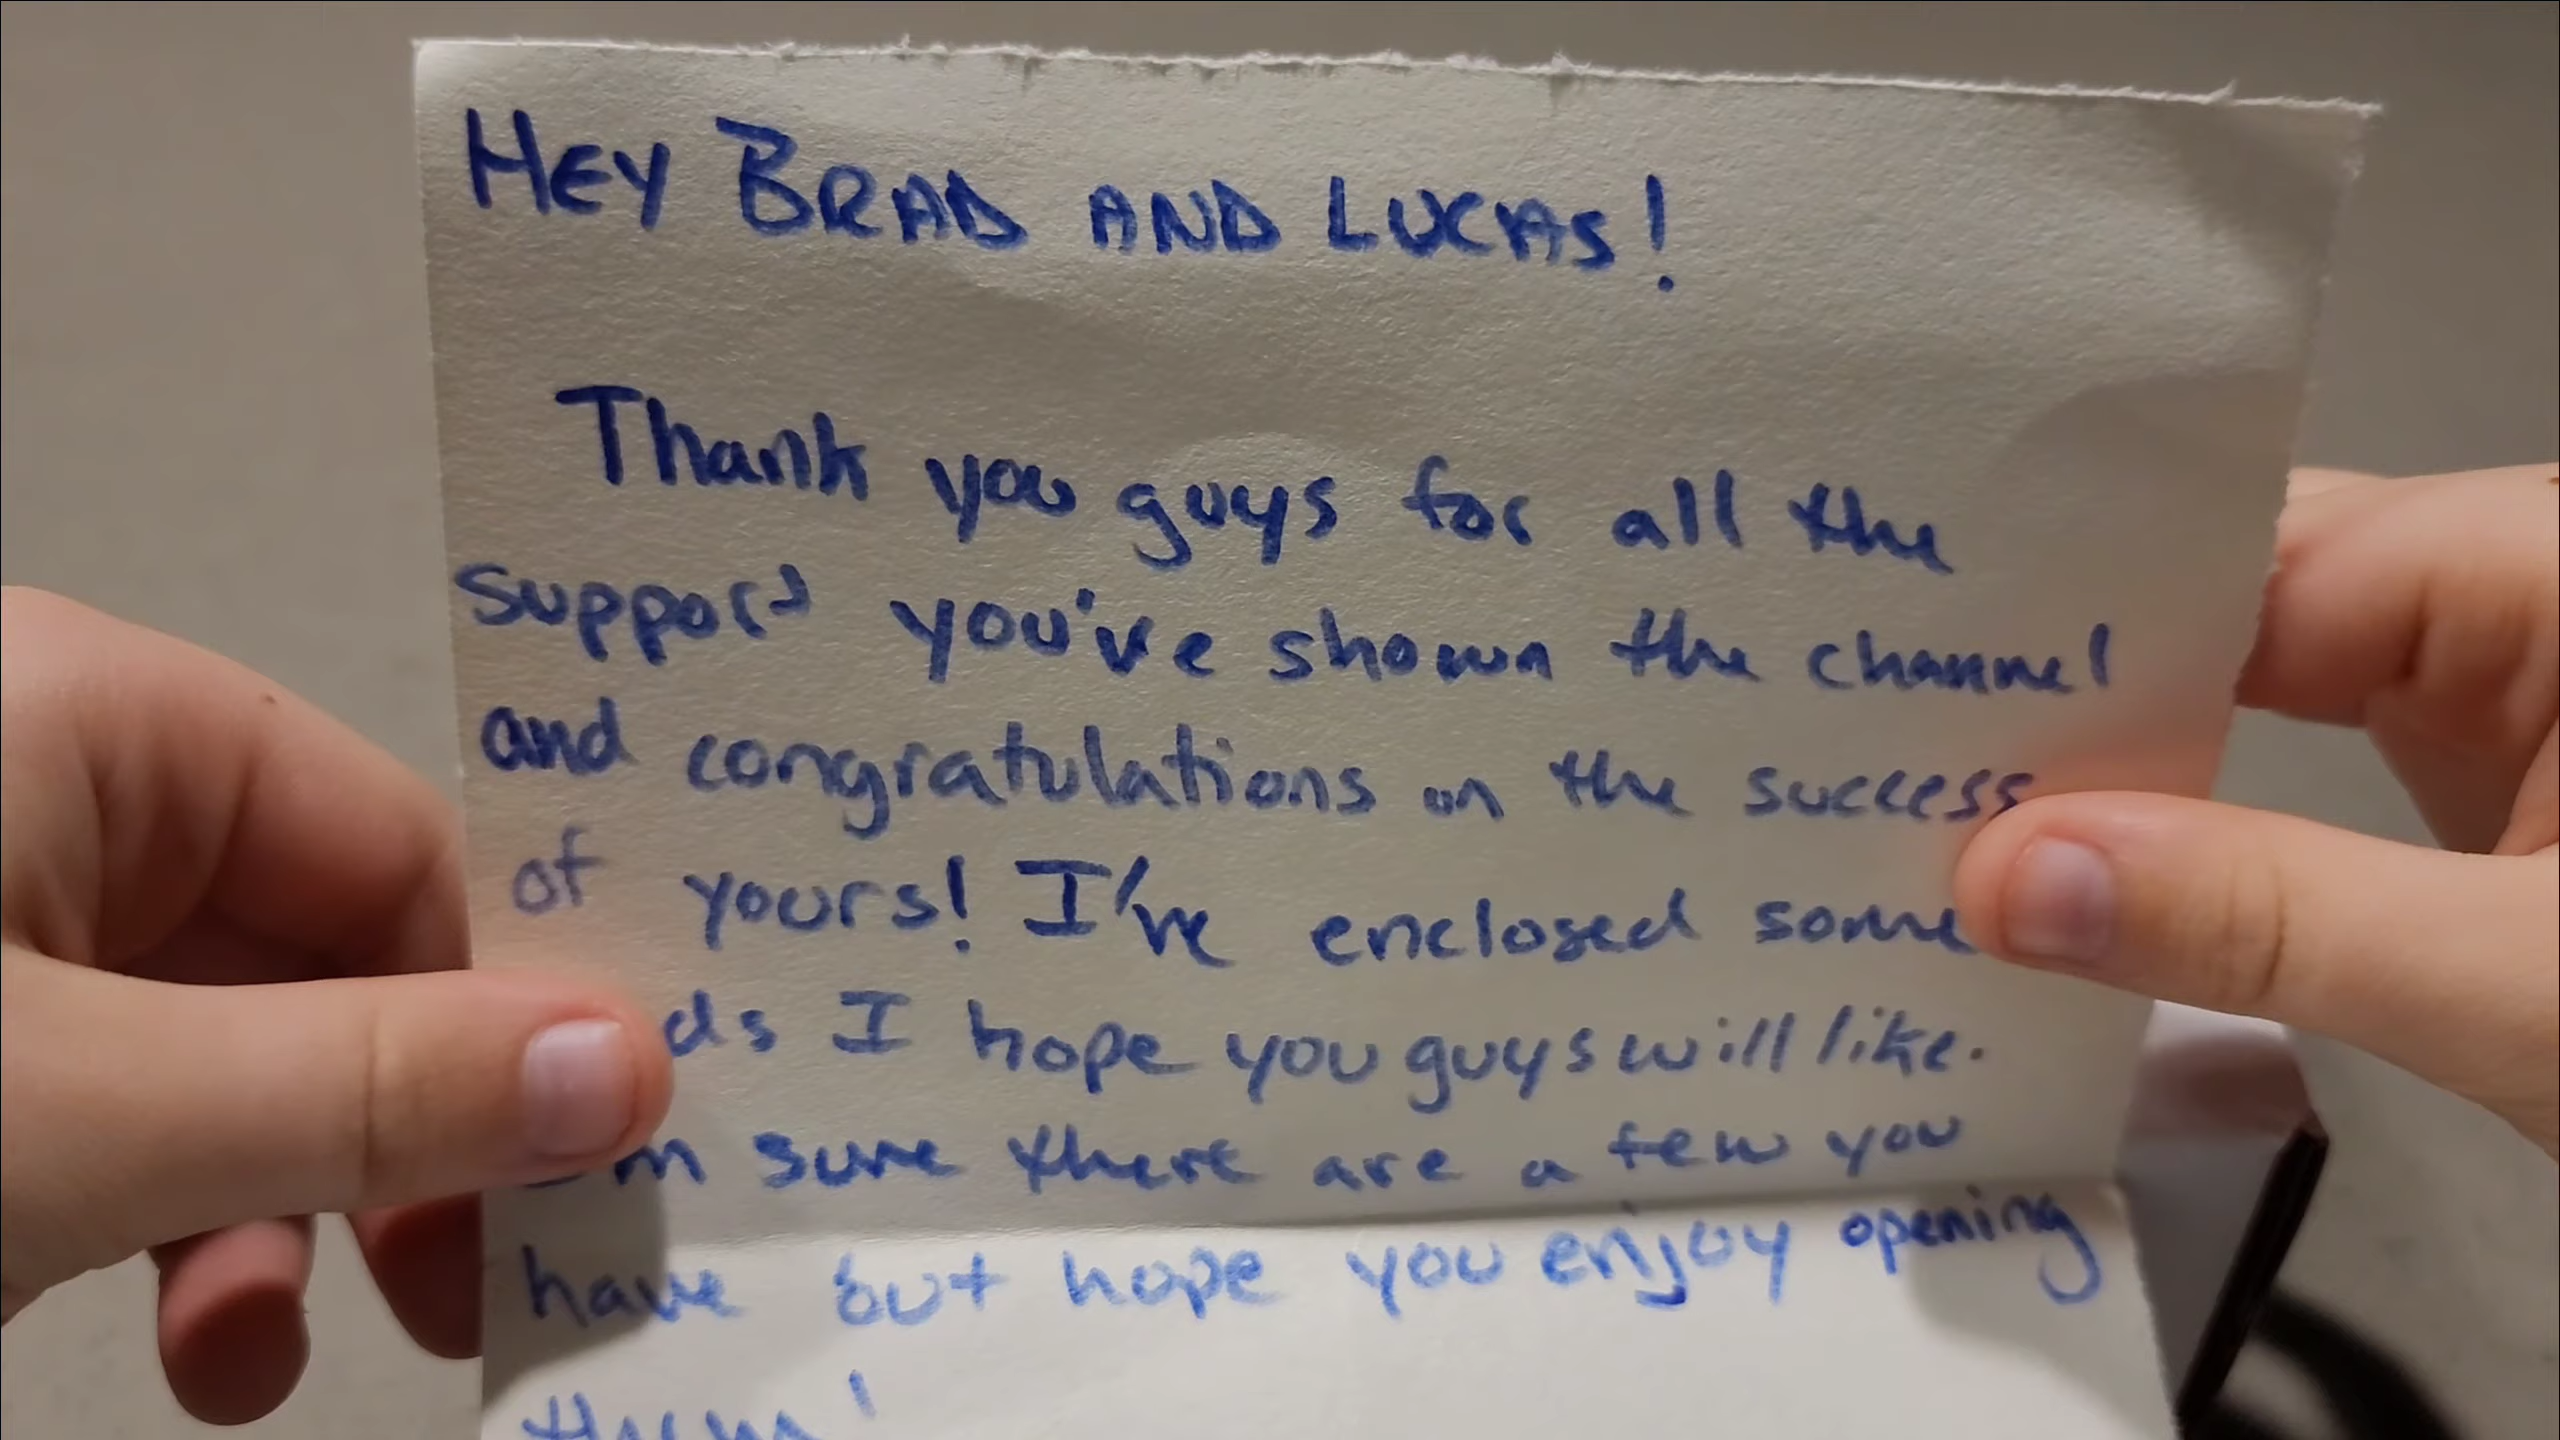 HEY BRAD AND LUCAS!
Thank you guys for all the
support you've shown the channel
and congratulations on the success
of yours! I've enclosed some
I hope you guys will like.
sure there are a few you
have but hope you enjoy opening
them!